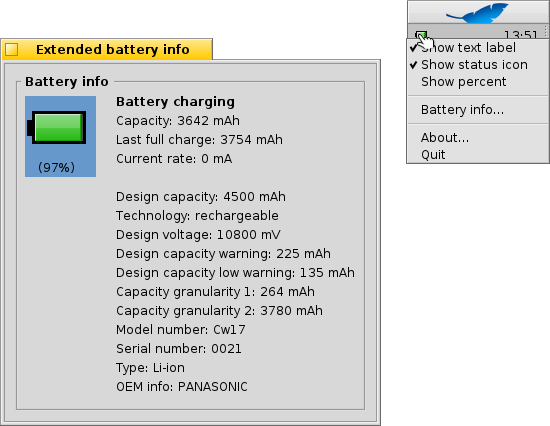 Extended battery info
Battery info
(97%)
Battery charging
Capacity: 3642 mAh
Last full charge: 3754 mAh
Current rate: 0 mA
Design capacity: 4500 mAh
Technology: rechargeable
Design voltage: 10800 mV
Design capacity warning: 225 mAh
Design capacity low warning: 135 mAh
Capacity granularity 1: 264 mAh
Capacity granularity 2: 3780 mAh
Model number: Cw17
Serial number: 0021
Type: Li-ion
OEM info: PANASONIC
13:51
Show text label
Show status icon
Show percent
Battery info...
About...
Quit